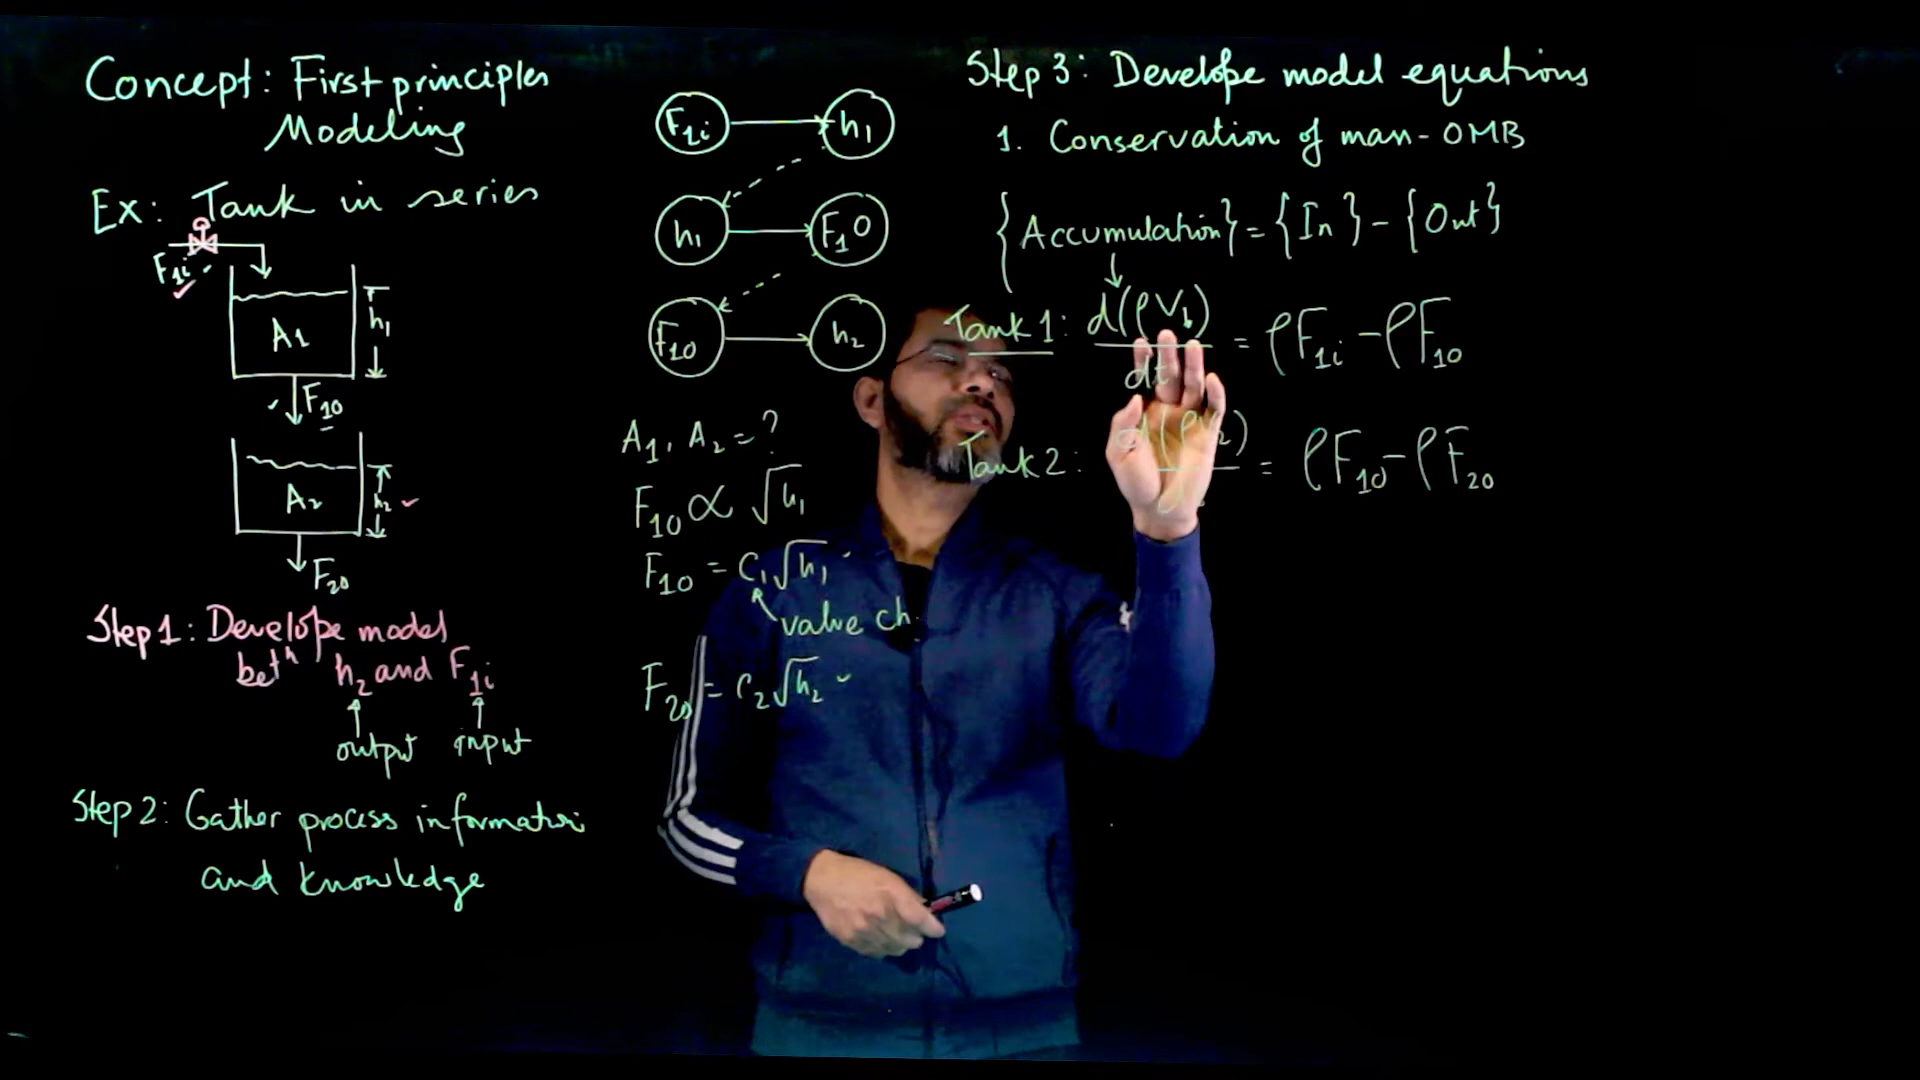 Concept: First principles
Modeling
Ex: Tank in series
F1i
A1
h1
F10
A2
h2
F20
Step 1: Develope model
betn h2 and F1i
output input
Step 2: Gather process information
and knowledge
F1i → h1
h1 → F10
F10 → h2
A1, A2 = ?
F10 ∝ √h1
F10 = C1√h1
value ch.
F20 = C2√h2
Step 3: Develope model equations
1. Conservation of mass - OMB
{Accumulation} = {In} - {Out}
Tank 1: d(ρV1)/dt = ρF1i - ρF10
Tank 2: = ρF10 - ρF20